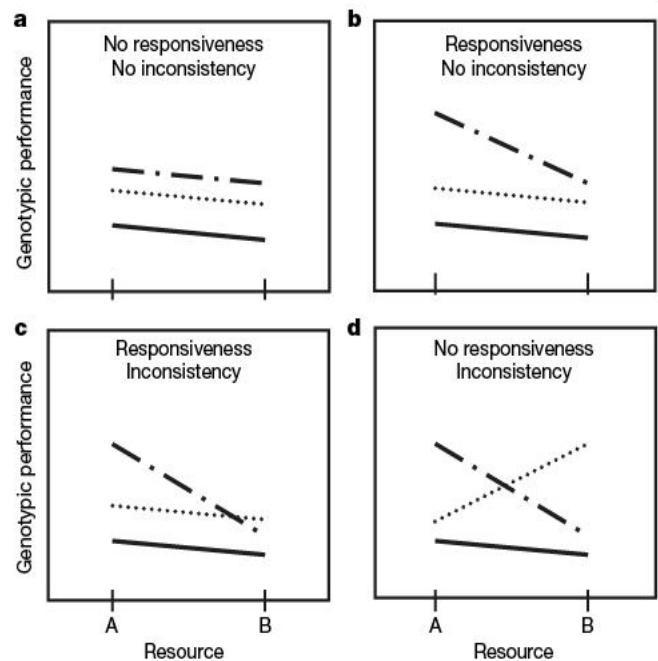 a
No responsiveness
No inconsistency
Genotypic performance
b
Responsiveness
No inconsistency
c
Responsiveness
Inconsistency
Genotypic performance
A
B
Resource
d
No responsiveness
Inconsistency
A
B
Resource